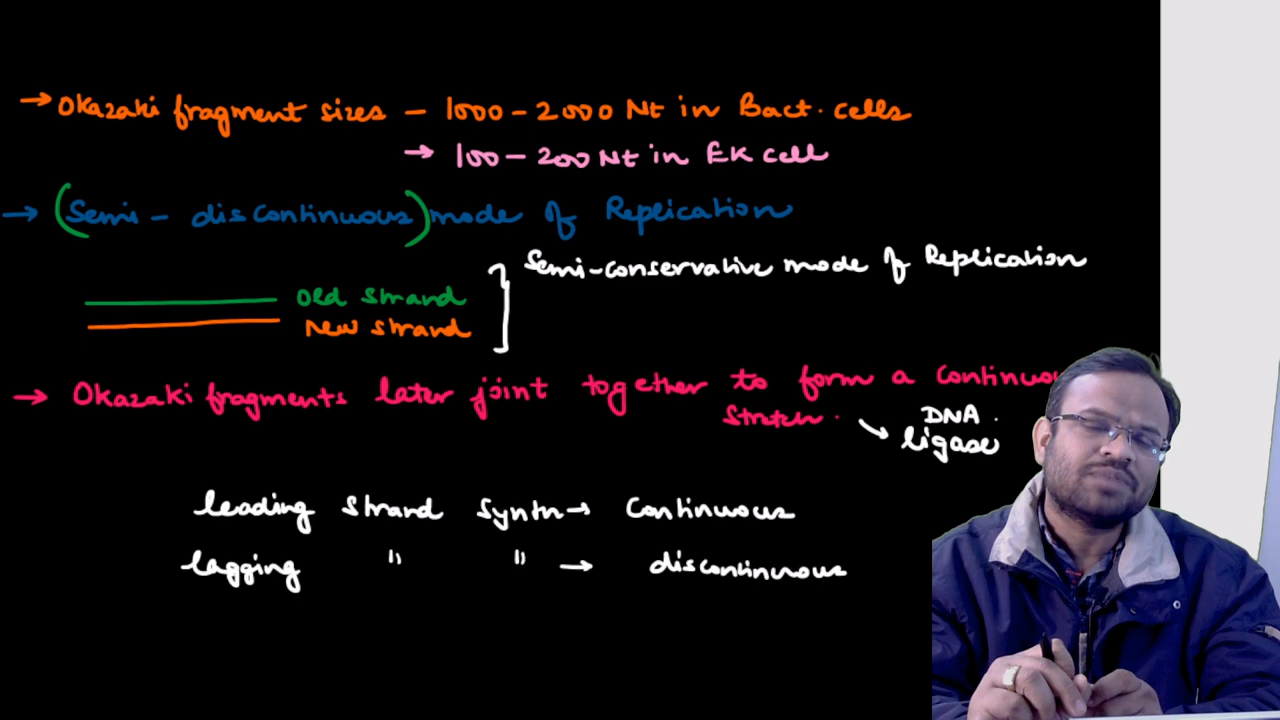 → Okazaki fragment sizes – 1000 – 2000 Nt in Bact. cells
→ 100 – 200 Nt in EK cell
→ (Semi - discontinuous) mode of Replication
Semi-conservative mode of Replication
Old strand
New strand
→ Okazaki fragments later joint together to form a continuou
stretch.
DNA.
ligase
leading strand synth → Continuous
lagging " " → discontinuous